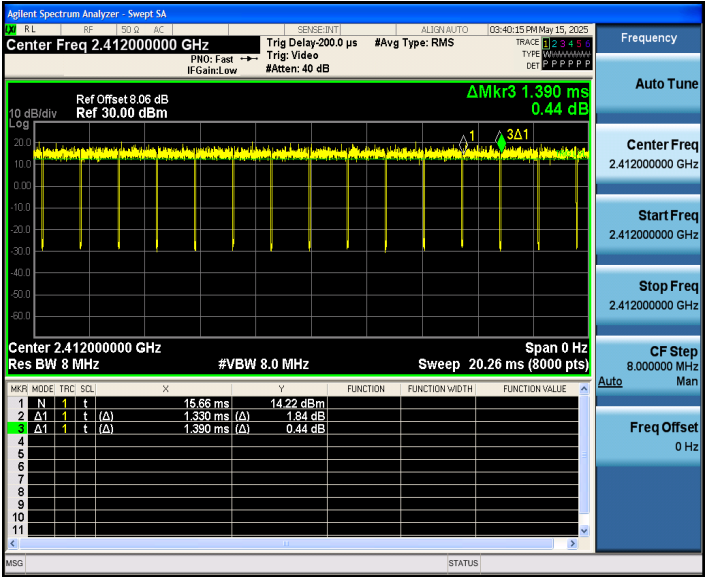 Agilent Spectrum Analyzer - Swept SA
RL RF 50 Ω AC SENSE:INT ALIGNAUTO 03:40:15 PM May 15, 2025
Center Freq 2.412000000 GHz
PNO: Fast
IFGain:Low
Trig Delay-200.0 µs
Trig: Video
#Atten: 40 dB
#Avg Type: RMS
TRACE 1 2 3 4 5 6
TYPE
DET P P P P P P
Ref Offset 8.06 dB
10 dB/div Ref 30.00 dBm
Log
ΔMkr3 1.390 ms
0.44 dB
20.0
10.0
0.00
-10.0
-20.0
-30.0
-40.0
-50.0
-60.0
1
3Δ1
Center 2.412000000 GHz Span 0 Hz
Res BW 8 MHz #VBW 8.0 MHz Sweep 20.26 ms (8000 pts)
MKR MODE TRC SCL X Y FUNCTION FUNCTION WIDTH FUNCTION VALUE
1 N 1 t 15.66 ms 14.22 dBm
2 Δ1 1 t (Δ) 1.330 ms (Δ) 1.84 dB
3 Δ1 1 t (Δ) 1.390 ms (Δ) 0.44 dB
4
5
6
7
8
9
10
11
MSG STATUS
Frequency
Auto Tune
Center Freq
2.412000000 GHz
Start Freq
2.412000000 GHz
Stop Freq
2.412000000 GHz
CF Step
8.000000 MHz
Auto Man
Freq Offset
0 Hz